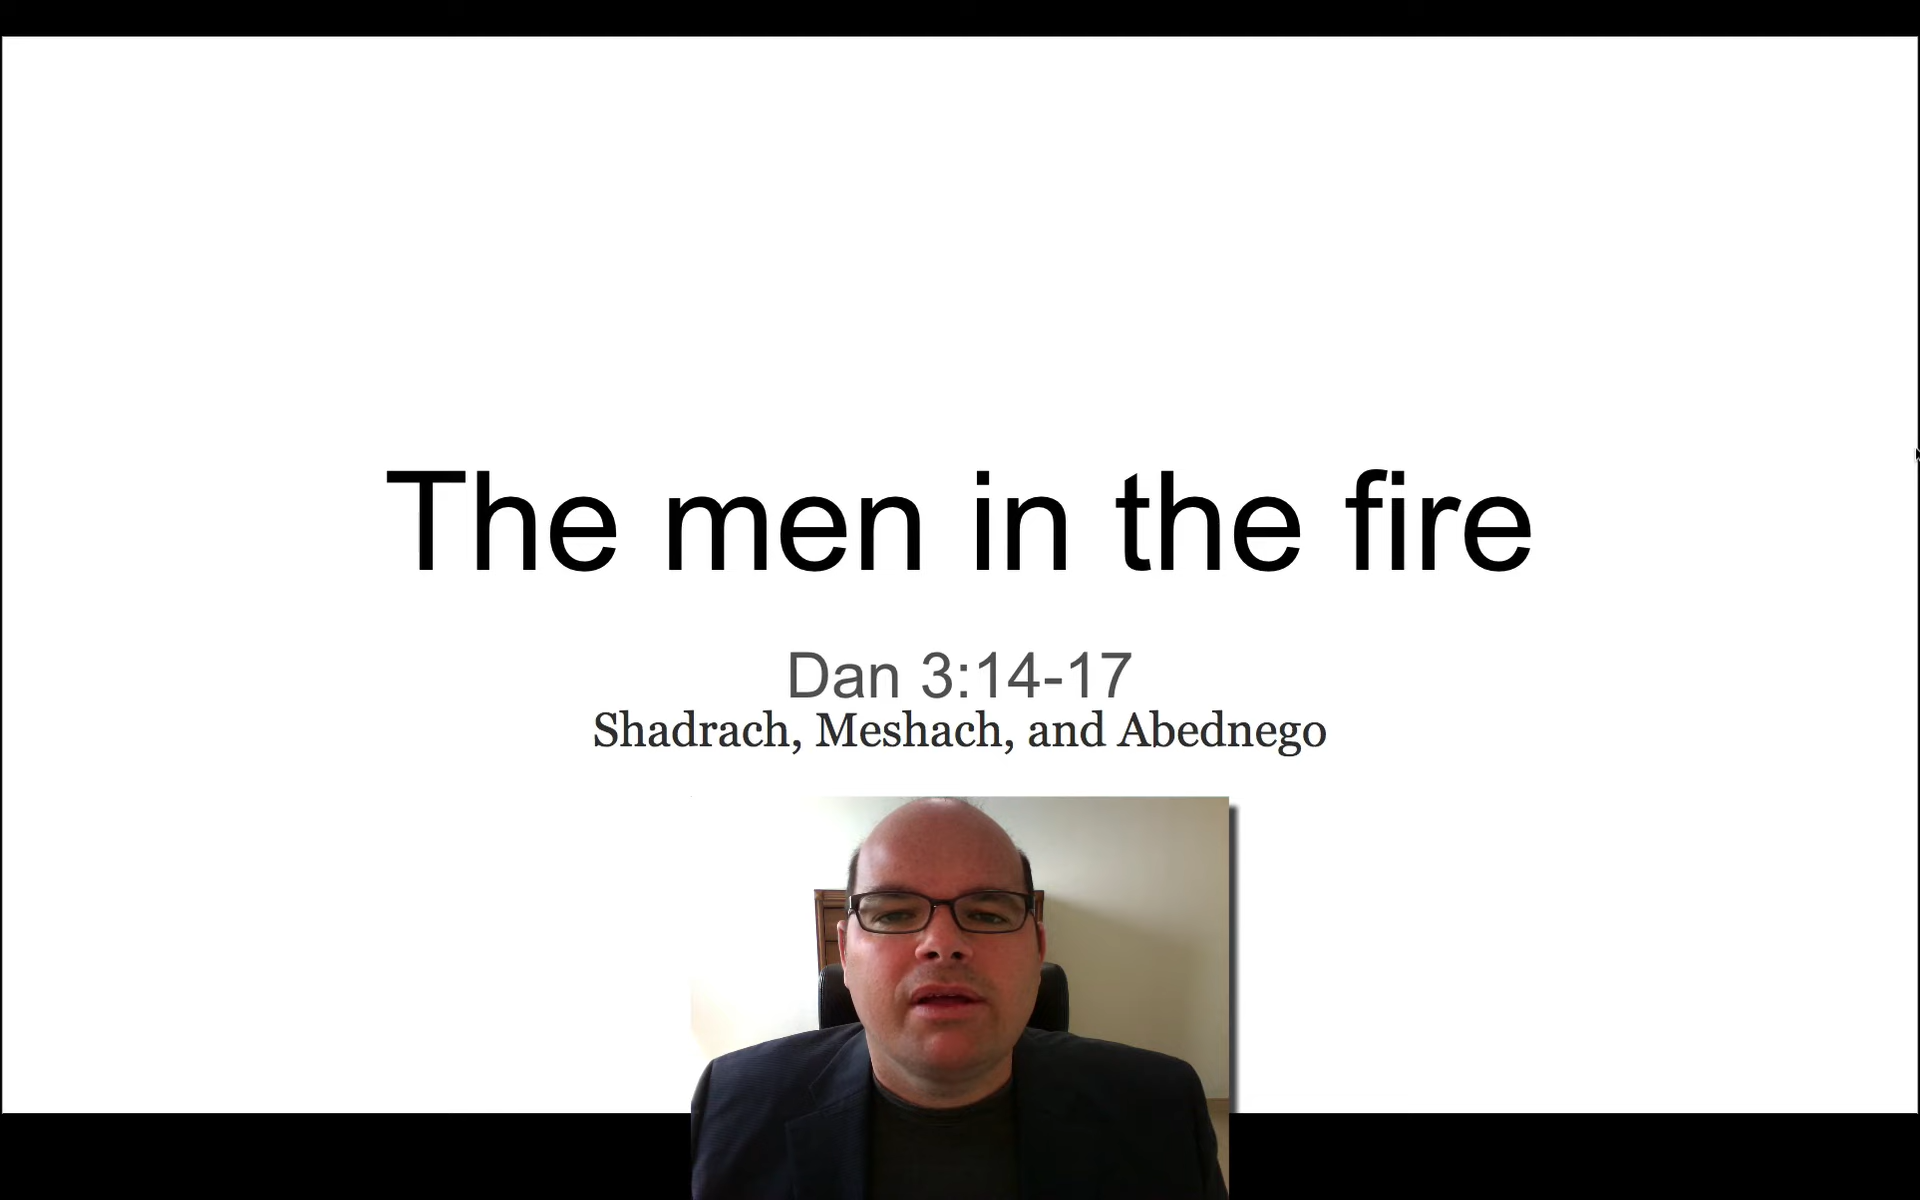 The men in the fire
Dan 3:14-17
Shadrach, Meshach, and Abednego